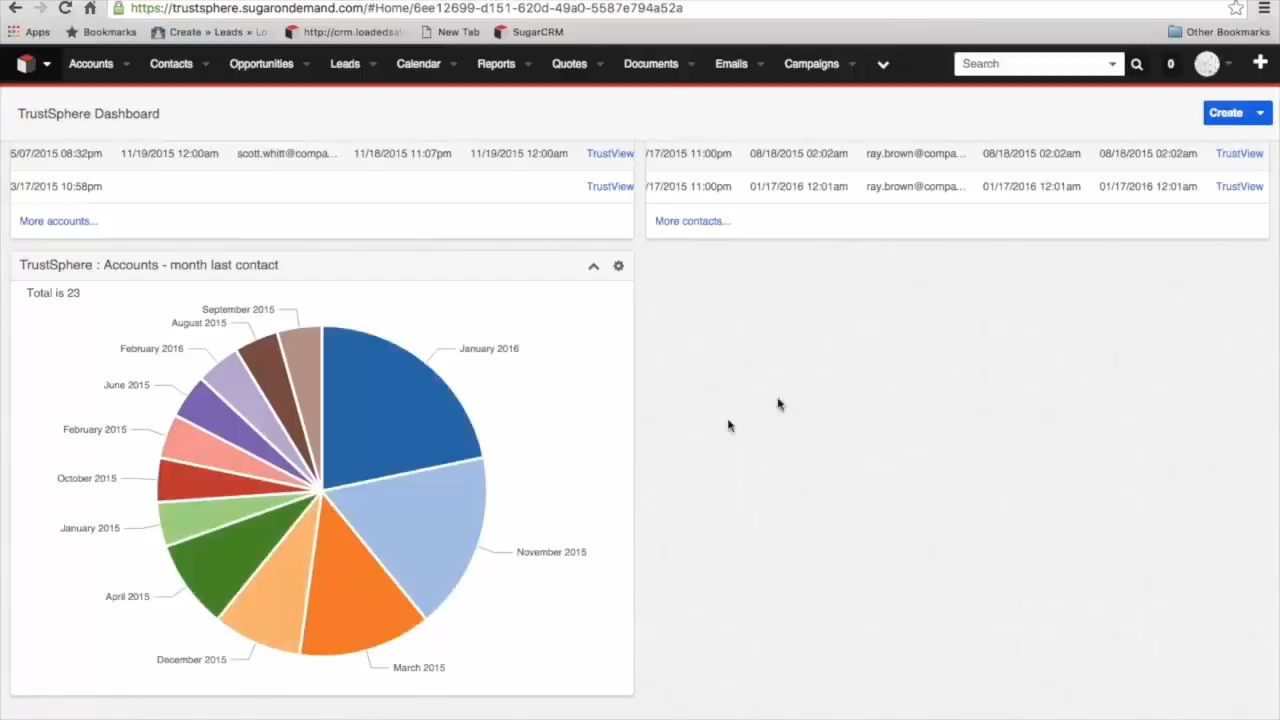 https://trustsphere.sugarondemand.com/#Home/6ee12699-d151-620d-49a0-5587e794a52a
Apps Bookmarks Create » Leads » Lo http://crm.loadedsa New Tab SugarCRM Other Bookmarks
Accounts Contacts Opportunities Leads Calendar Reports Quotes Documents Emails Campaigns Search 0
TrustSphere Dashboard Create
5/07/2015 08:32pm 11/19/2015 12:00am scott.whitt@compa... 11/18/2015 11:07pm 11/19/2015 12:00am TrustView /17/2015 11:00pm 08/18/2015 02:02am ray.brown@compa... 08/18/2015 02:02am 08/18/2015 02:02am TrustView
3/17/2015 10:58pm TrustView /17/2015 11:00pm 01/17/2016 12:01am ray.brown@compa... 01/17/2016 12:01am 01/17/2016 12:01am TrustView
More accounts... More contacts...
TrustSphere : Accounts - month last contact
Total is 23
September 2015
August 2015
February 2016 January 2016
June 2015
February 2015
October 2015
January 2015
November 2015
April 2015
December 2015
March 2015